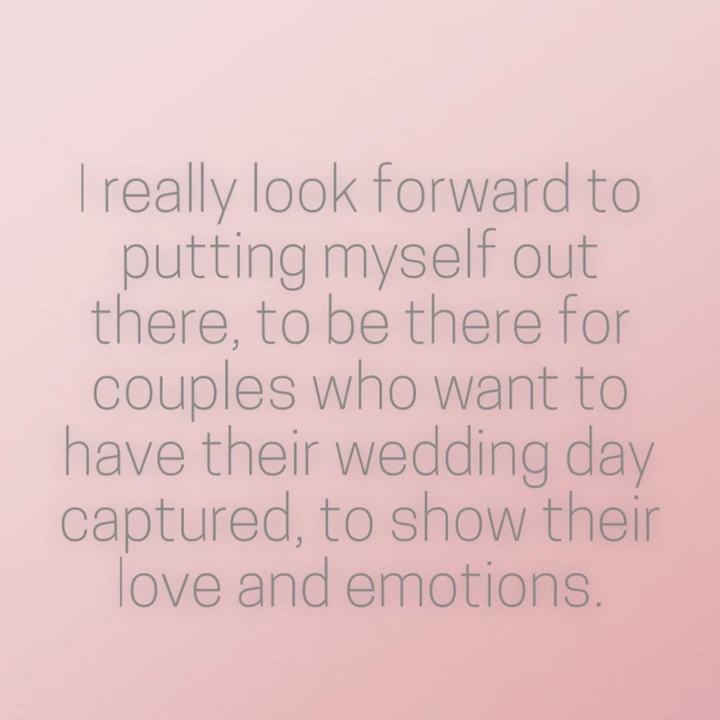 I really look forward to
putting myself out
there, to be there for
couples who want to
have their wedding day
captured, to show their
love and emotions.